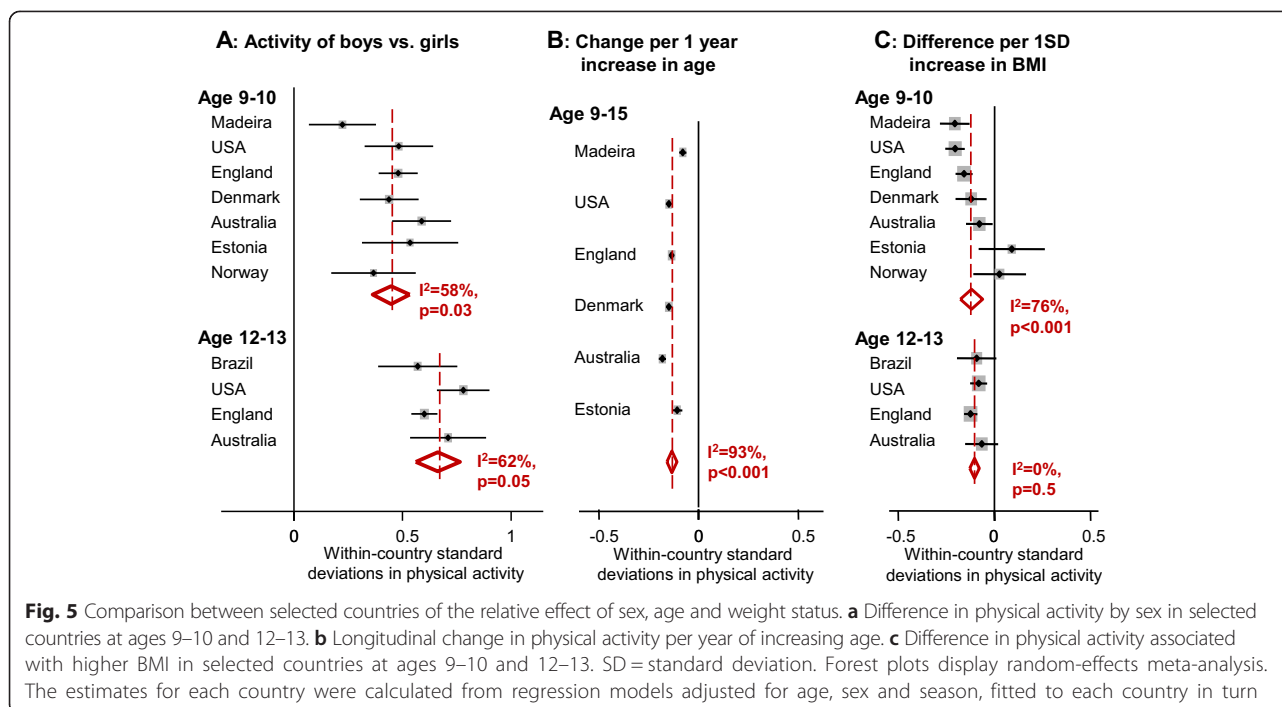 A: Activity of boys vs. girls
Age 9-10
Madeira
USA
England
Denmark
Australia
Estonia
Norway
I²=58%,
p=0.03
Age 12-13
Brazil
USA
England
Australia
I²=62%,
p=0.05
0 0.5 1
Within-country standard
deviations in physical activity
B: Change per 1 year
increase in age
Age 9-15
Madeira
USA
England
Denmark
Australia
Estonia
I²=93%,
p<0.001
-0.5 0 0.5
Within-country standard
deviations in physical activity
C: Difference per 1SD
increase in BMI
Age 9-10
Madeira
USA
England
Denmark
Australia
Estonia
Norway
I²=76%,
p<0.001
Age 12-13
Brazil
USA
England
Australia
I²=0%,
p=0.5
-0.5 0 0.5
Within-country standard
deviations in physical activity
Fig. 5 Comparison between selected countries of the relative effect of sex, age and weight status. a Difference in physical activity by sex in selected
countries at ages 9–10 and 12–13. b Longitudinal change in physical activity per year of increasing age. c Difference in physical activity associated
with higher BMI in selected countries at ages 9–10 and 12–13. SD = standard deviation. Forest plots display random-effects meta-analysis.
The estimates for each country were calculated from regression models adjusted for age, sex and season, fitted to each country in turn